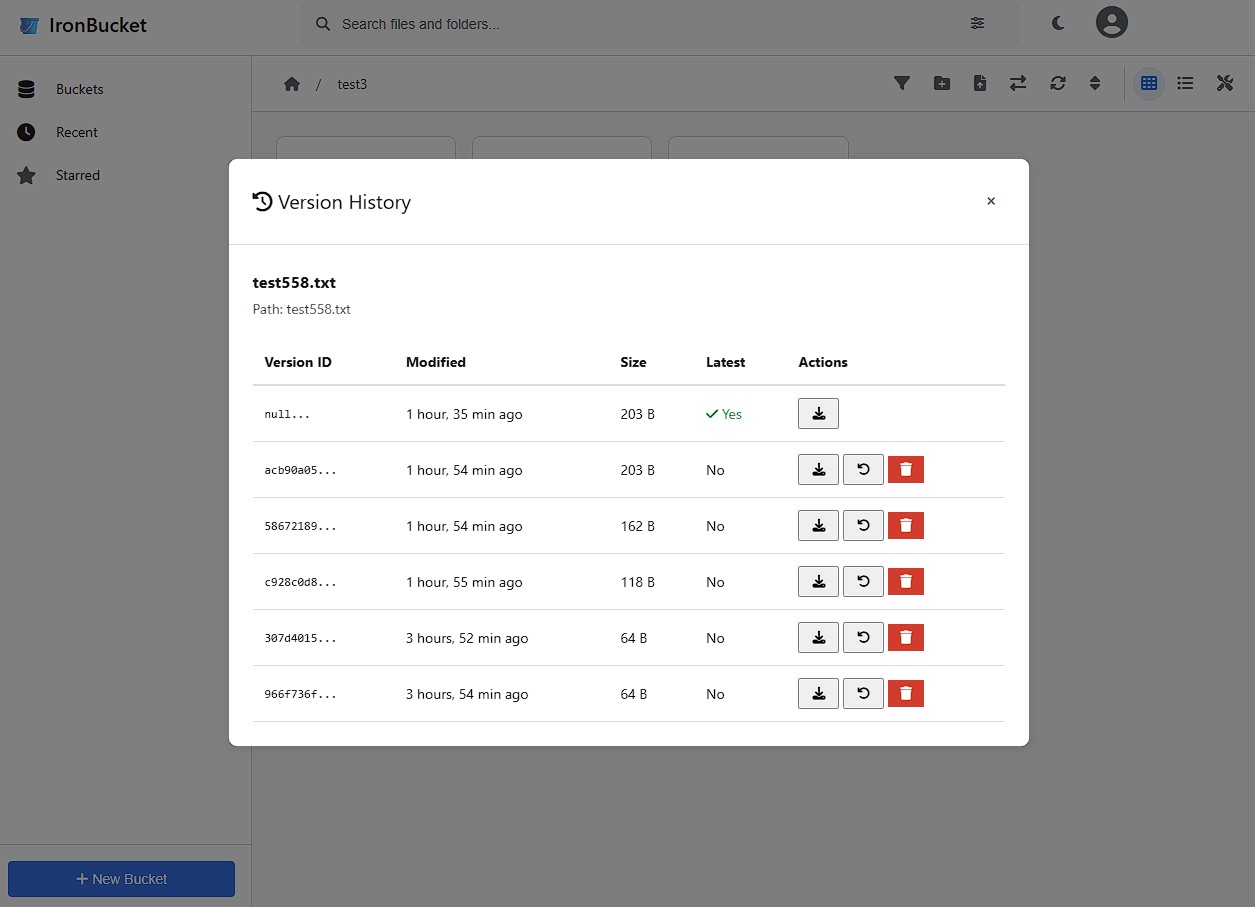 IronBucket
Search files and folders...
Buckets
Recent
Starred
/ test3
Version History
×
test558.txt
Path: test558.txt
Version ID Modified Size Latest Actions
null... 1 hour, 35 min ago 203 B Yes
acb90a05... 1 hour, 54 min ago 203 B No
58672189... 1 hour, 54 min ago 162 B No
c928c0d8... 1 hour, 55 min ago 118 B No
307d4015... 3 hours, 52 min ago 64 B No
966f736f... 3 hours, 54 min ago 64 B No
New Bucket